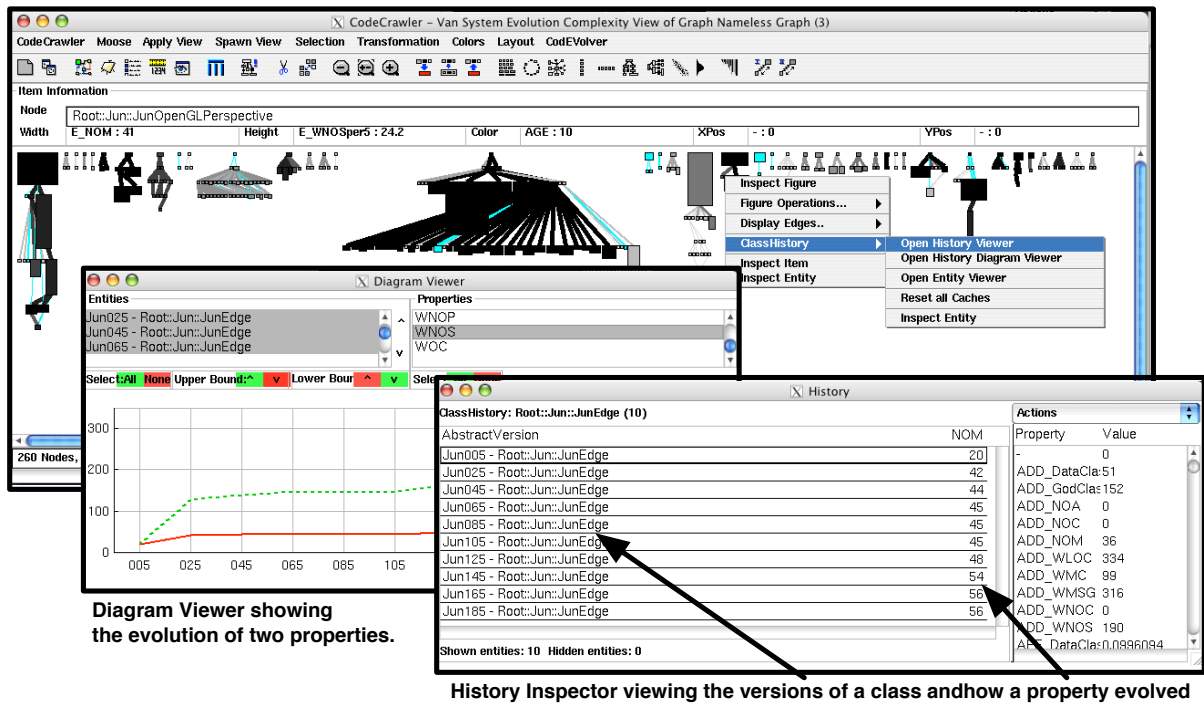 CodeCrawler – Van System Evolution Complexity View of Graph Nameless Graph (3)
CodeCrawler Moose Apply View Spawn View Selection Transformation Colors Layout CodEVolver
1234
Item Information
Node Root::Jun::JunOpenGLPerspective
Width E_NOM : 41 Height E_WNOSper5 : 24.2 Color AGE : 10 XPos - : 0 YPos - : 0
Inspect Figure
Figure Operations...
Display Edges..
ClassHistory
Inspect Item
Inspect Entity
Open History Viewer
Open History Diagram Viewer
Open Entity Viewer
Reset all Caches
Inspect Entity
260 Nodes,
Diagram Viewer
Entities Properties
Jun025 - Root::Jun::JunEdge
Jun045 - Root::Jun::JunEdge
Jun065 - Root::Jun::JunEdge
WNOP
WNOS
WOC
Select:All None Upper Bound:^ v Lower Bour ^ v Sele
300
200
100
0
005 025 045 065 085 105
History
ClassHistory: Root::Jun::JunEdge (10)
AbstractVersion NOM
Jun005 - Root::Jun::JunEdge 20
Jun025 - Root::Jun::JunEdge 42
Jun045 - Root::Jun::JunEdge 44
Jun065 - Root::Jun::JunEdge 45
Jun085 - Root::Jun::JunEdge 45
Jun105 - Root::Jun::JunEdge 45
Jun125 - Root::Jun::JunEdge 48
Jun145 - Root::Jun::JunEdge 54
Jun165 - Root::Jun::JunEdge 56
Jun185 - Root::Jun::JunEdge 56
Shown entities: 10 Hidden entities: 0
Actions
Property Value
- 0
ADD_DataCla: 51
ADD_GodClas 152
ADD_NOA 0
ADD_NOC 0
ADD_NOM 36
ADD_WLOC 334
ADD_WMC 99
ADD_WMSG 316
ADD_WNOC 0
ADD_WNOS 190
0.0996094
Diagram Viewer showing
the evolution of two properties.
History Inspector viewing the versions of a class andhow a property evolved